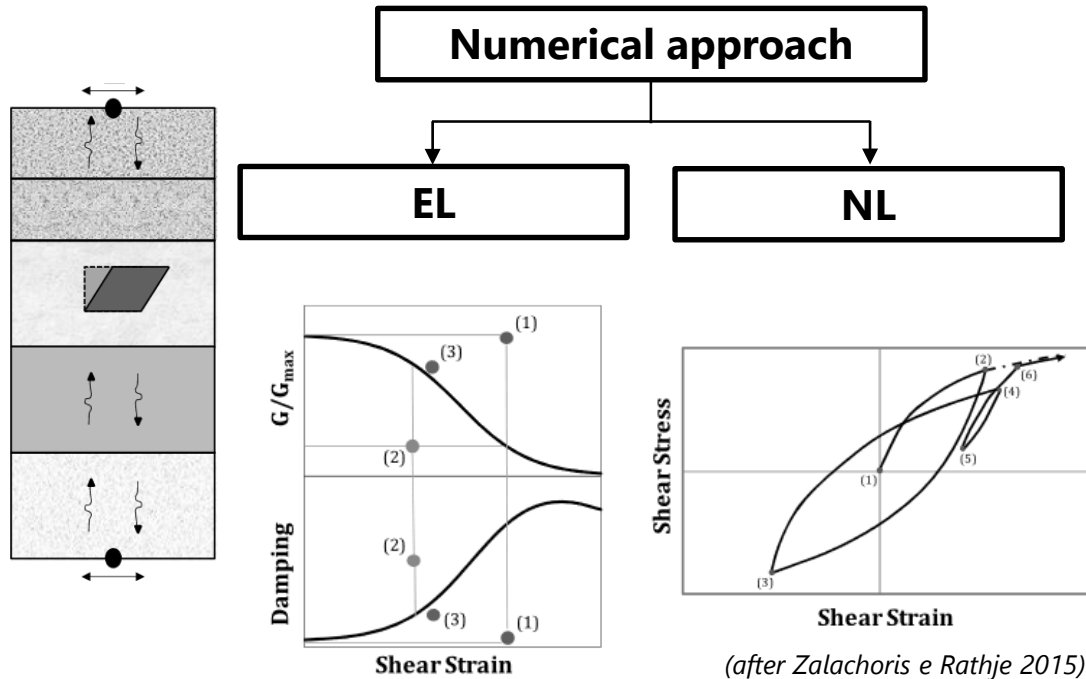 Numerical approach
EL
NL
G/Gmax
(1)
(3)
(2)
Damping
(2)
(3)
(1)
Shear Strain
Shear Stress
(2)
(6)
(4)
(5)
(1)
(3)
Shear Strain
(after Zalachoris e Rathje 2015)